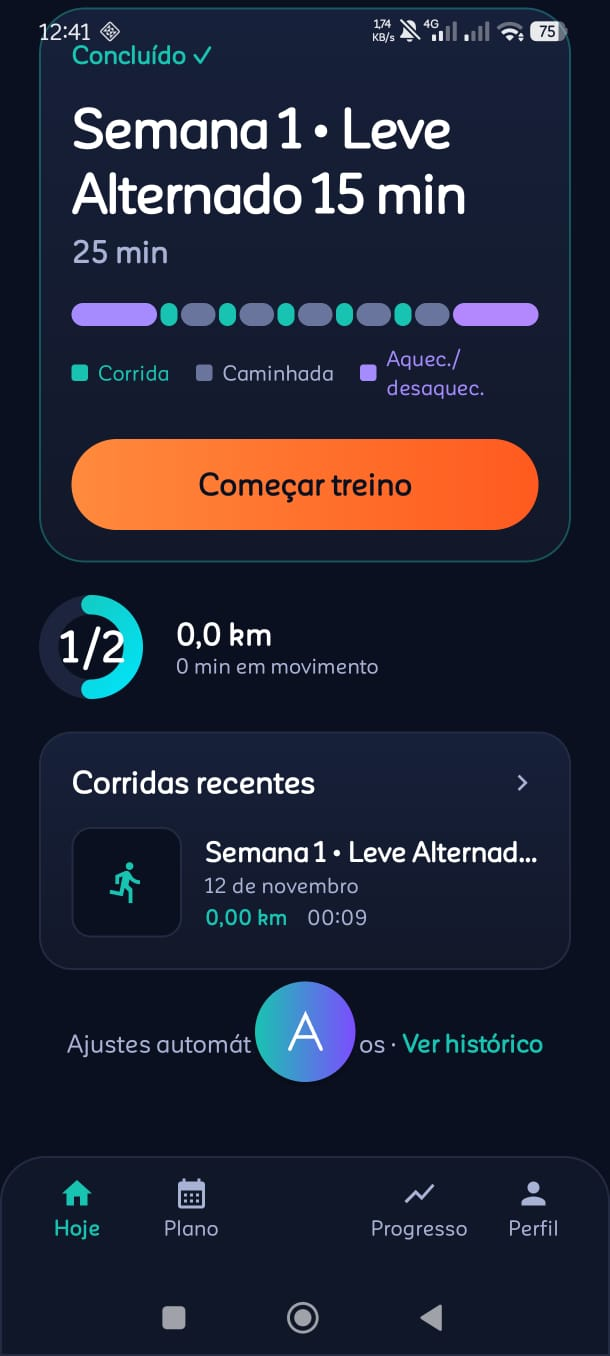 12:41
1,74 KB/s 4G 75
Concluído ✓
Semana 1 • Leve
Alternado 15 min
25 min
Corrida Caminhada Aquec./
desaquec.
Começar treino
1/2
0,0 km
0 min em movimento
Corridas recentes
Semana 1 • Leve Alternad...
12 de novembro
0,00 km 00:09
Ajustes automát A os · Ver histórico
Hoje Plano Progresso Perfil